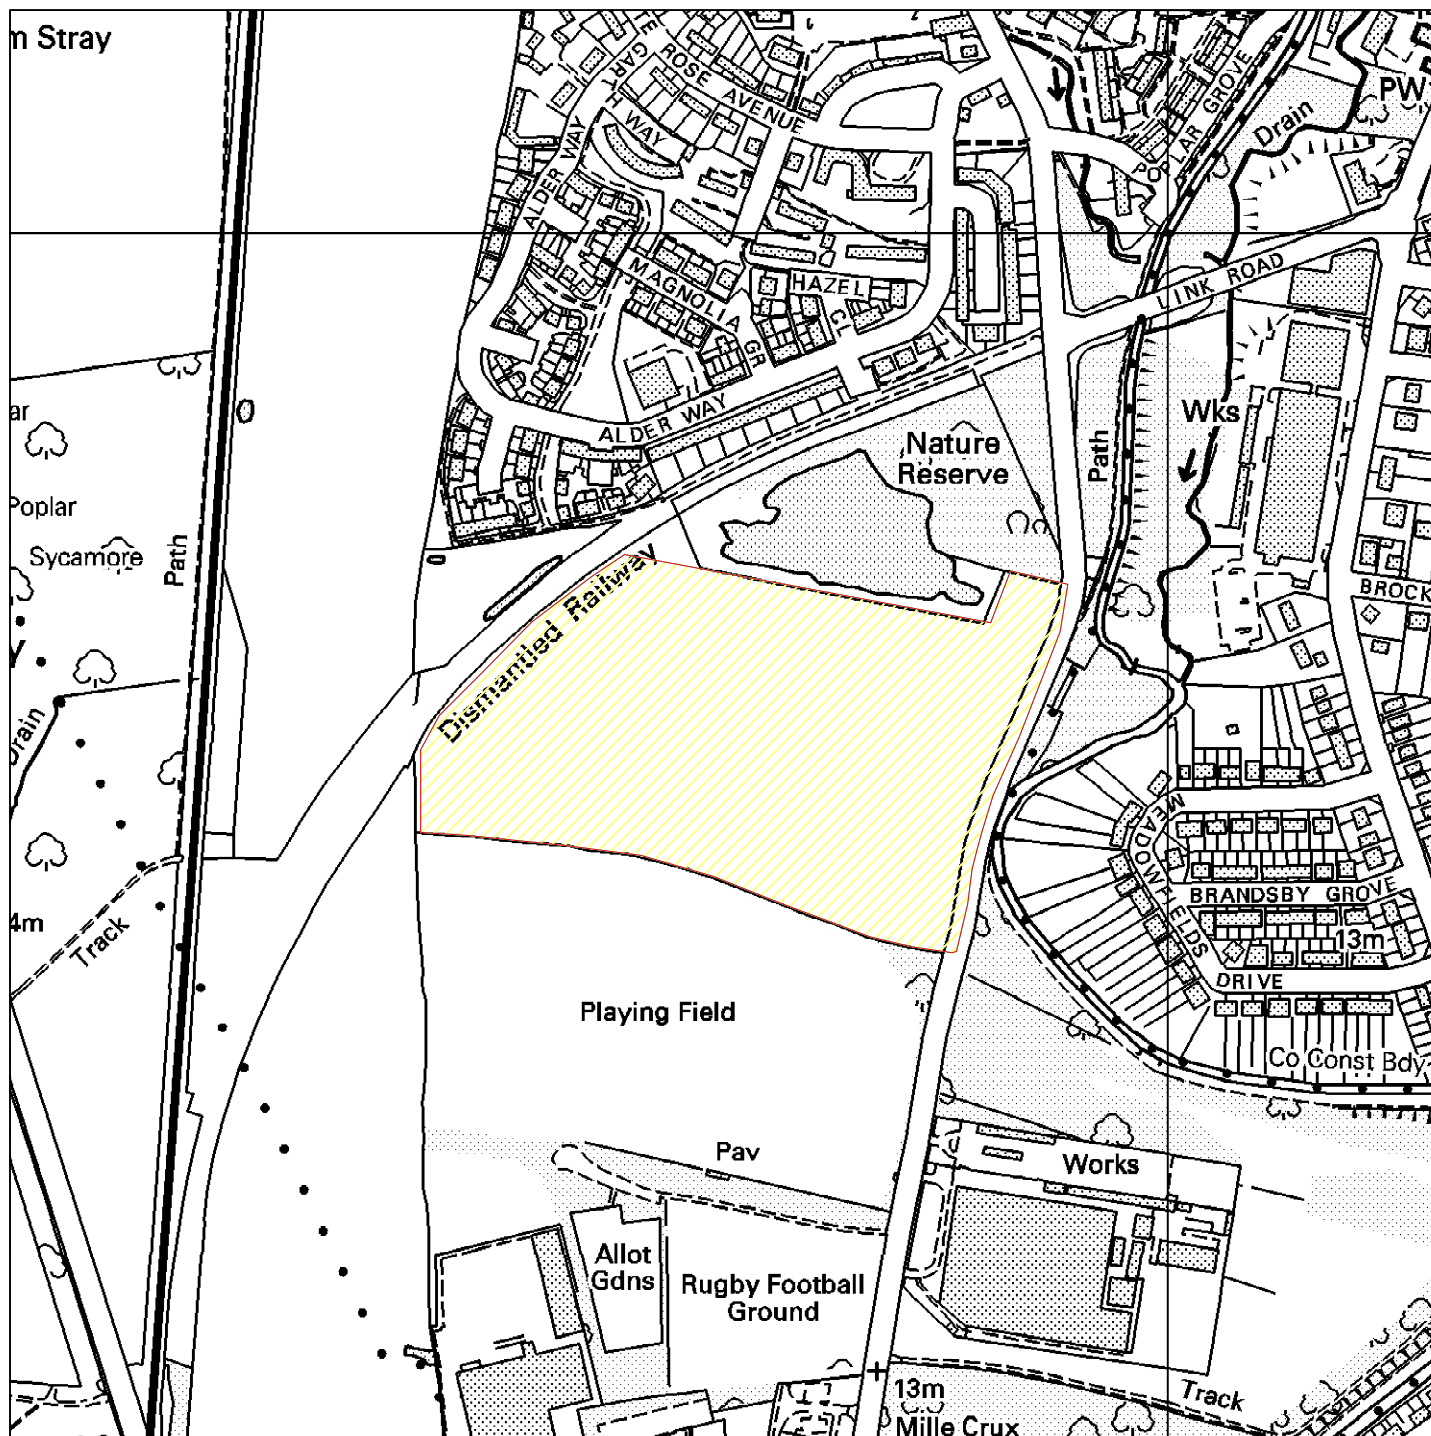 m Stray
ROSE AVENUE
WAY
ALDER WAY
POPLAR GROVE
Drain
PW
MAGNOLIA GR
HAZEL CL
LINK ROAD
ar
Poplar
Sycamore
Path
ALDER WAY
Nature
Reserve
Path
Wks
BROCK
Dismantled Railway
Drain
MEADOWFIELDS
DRIVE
BRANDSBY GROVE
13m
4m
Track
Playing Field
Co Const Bdy
Pav
Works
Allot
Gdns
Rugby Football
Ground
13m
Mille Crux
Track